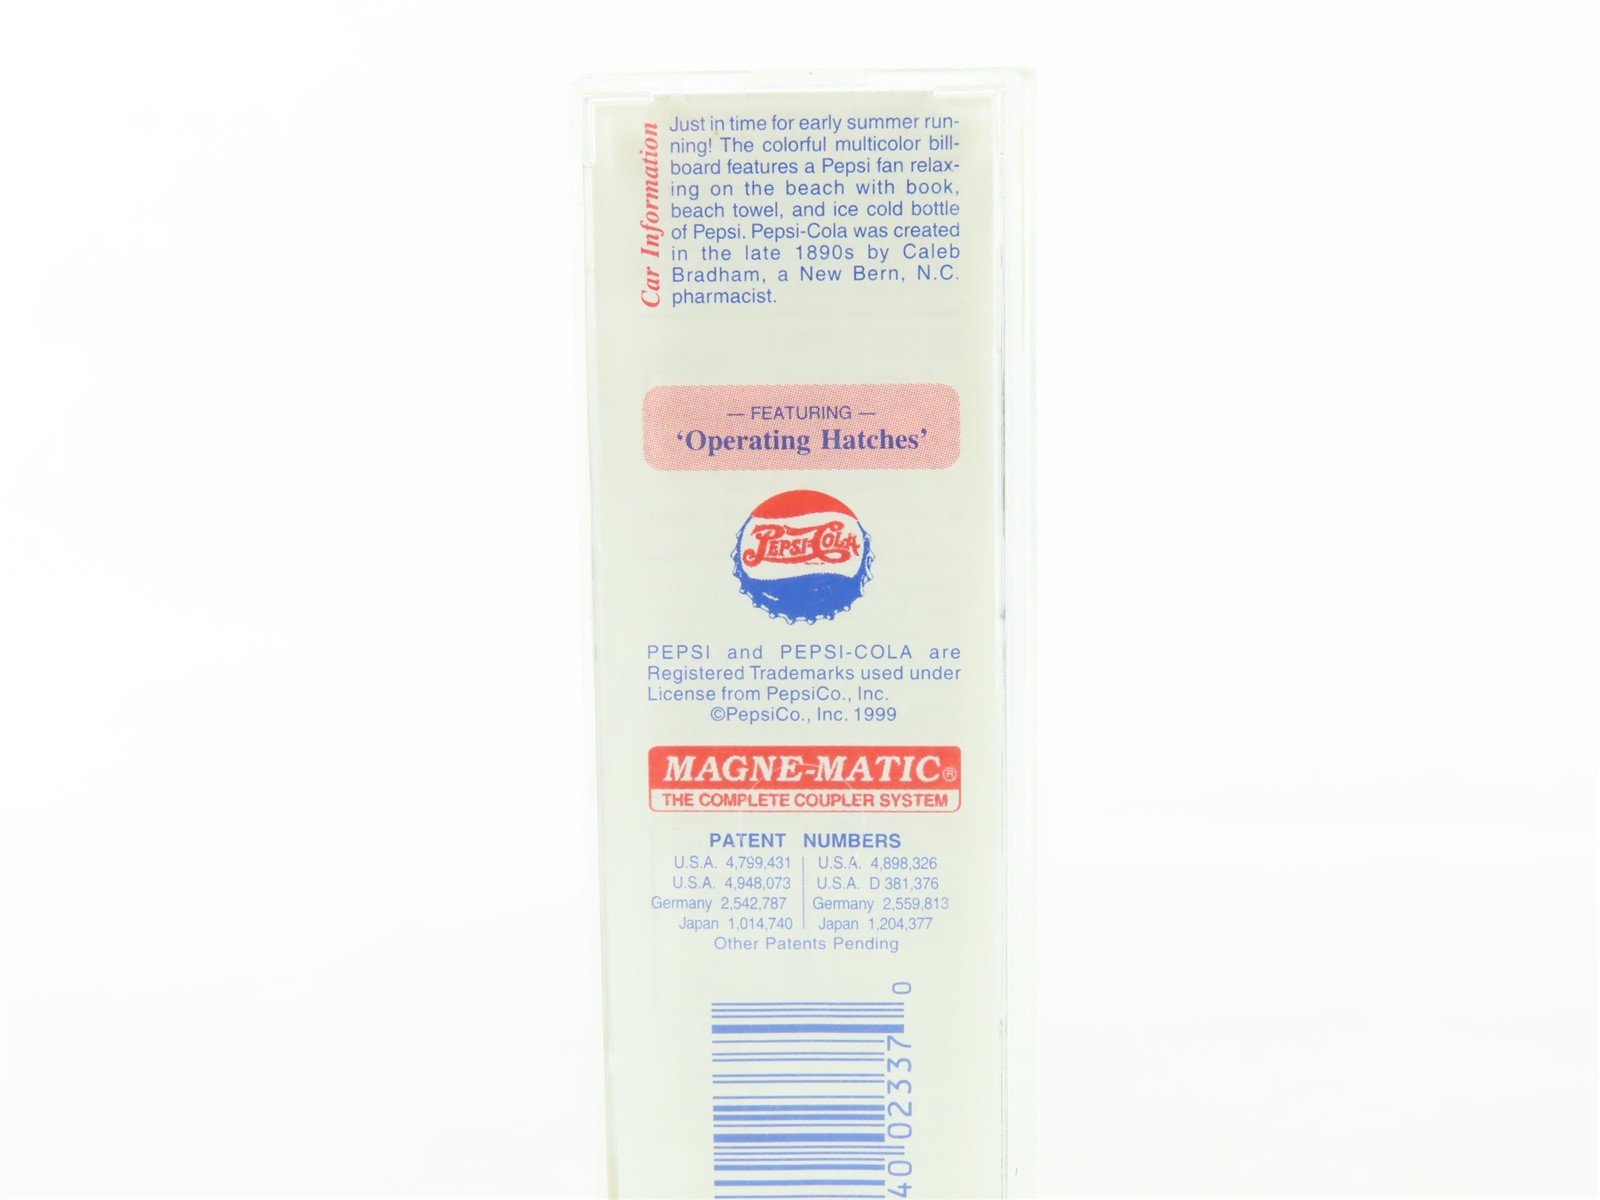 Car Information
Just in time for early summer run-
ning! The colorful multicolor bill-
board features a Pepsi fan relax-
ing on the beach with book,
beach towel, and ice cold bottle
of Pepsi. Pepsi-Cola was created
in the late 1890s by Caleb
Bradham, a New Bern, N.C.
pharmacist.
— FEATURING —
'Operating Hatches'
PEPSI-COLA
PEPSI and PEPSI-COLA are
Registered Trademarks used under
License from PepsiCo., Inc.
©PepsiCo., Inc. 1999
MAGNE-MATIC®
THE COMPLETE COUPLER SYSTEM
PATENT NUMBERS
U.S.A. 4,799,431 | U.S.A. 4,898,326
U.S.A. 4,948,073 | U.S.A. D 381,376
Germany 2,542,787 | Germany 2,559,813
Japan 1,014,740 | Japan 1,204,377
Other Patents Pending
40 02337 0